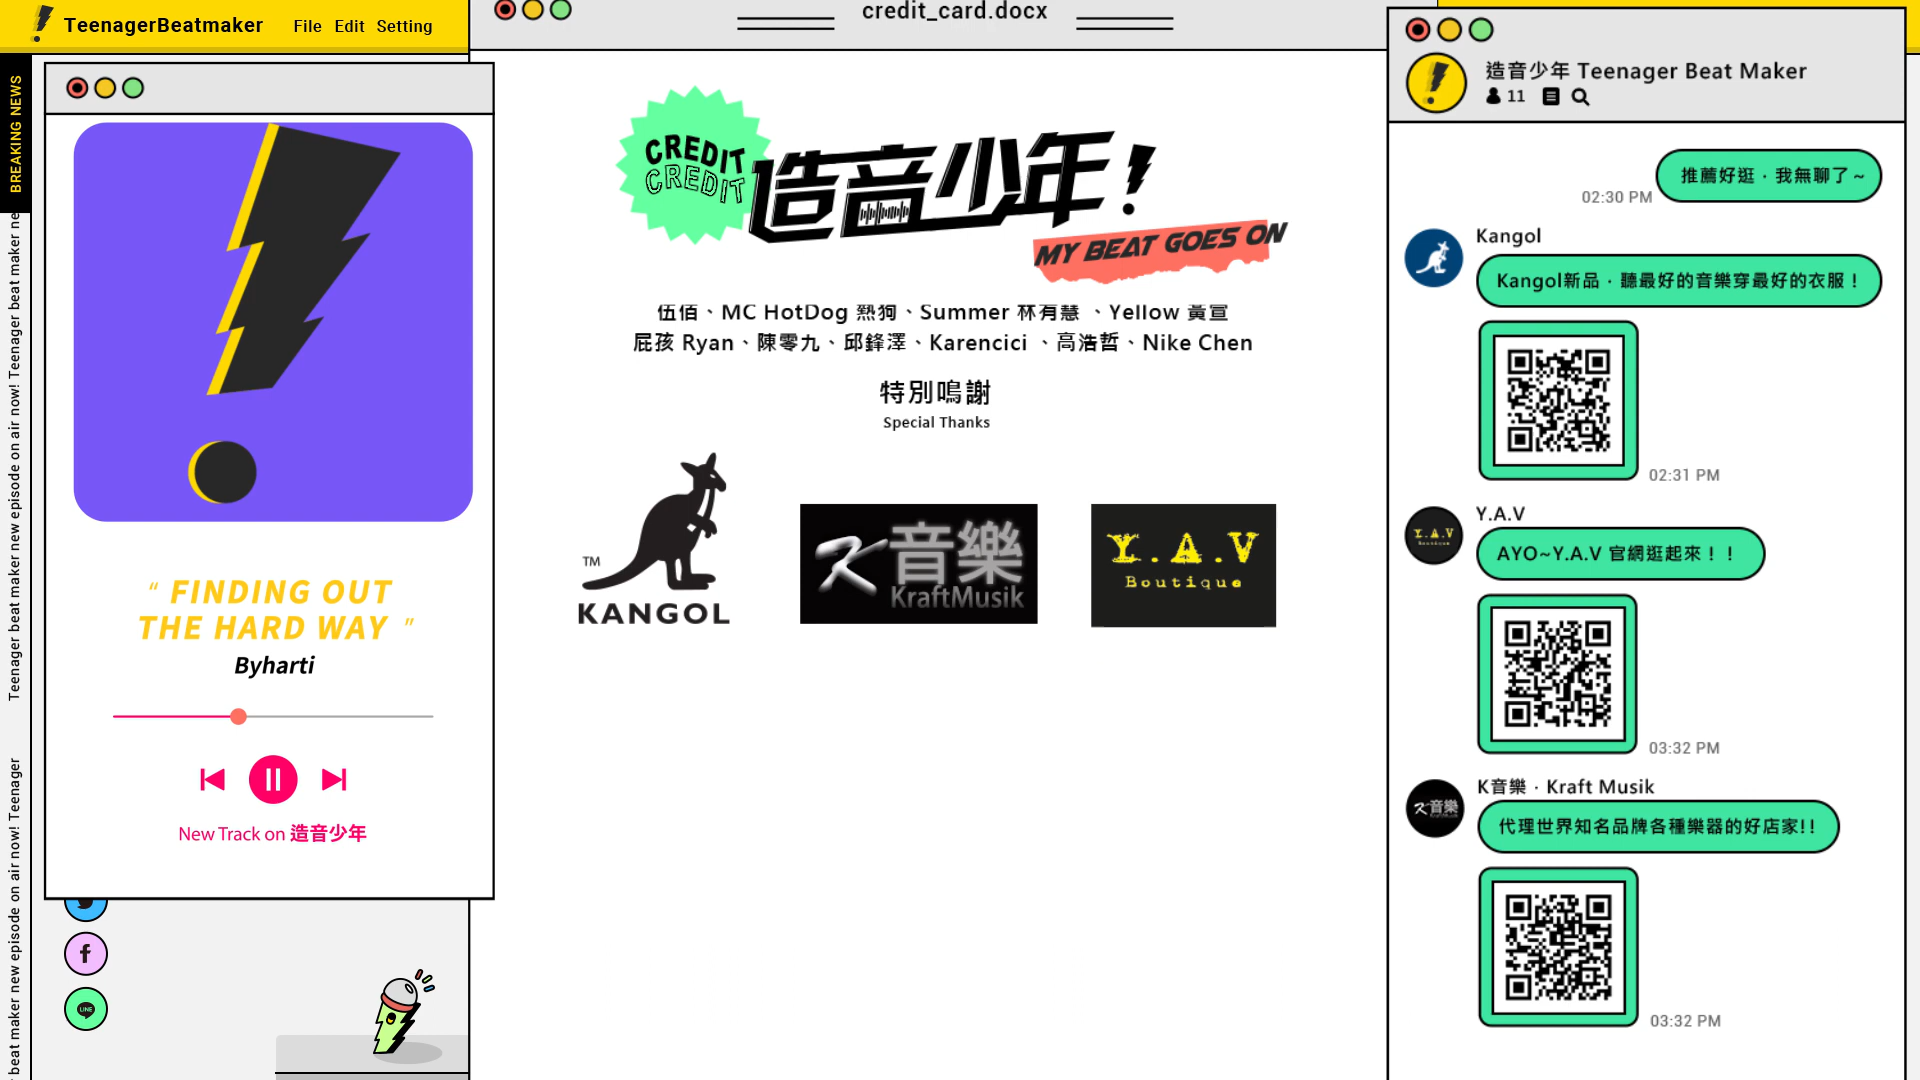 TeenagerBeatmaker File Edit Setting
BREAKING NEWS
Teenager beat maker new episode on air now! Teenager beat maker ne
beat maker new episode on air now! Teenager
“ FINDING OUT
THE HARD WAY ”
Byharti
New Track on 造音少年
LINE
credit_card.docx
CREDIT
CREDIT
造音少年!
MY BEAT GOES ON
伍佰、MC HotDog 熱狗、Summer 林有慧 、Yellow 黃宣
屁孩 Ryan、陳零九、邱鋒澤、Karencici 、高浩哲、Nike Chen
特別鳴謝
Special Thanks
TM
KANGOL
K音樂
KraftMusik
Y.A.V
Boutique
造音少年 Teenager Beat Maker
11
推薦好逛，我無聊了~
02:30 PM
Kangol
Kangol新品，聽最好的音樂穿最好的衣服！
02:31 PM
Y.A.V
Y.A.V
AYO~Y.A.V 官網逛起來！！
03:32 PM
K音樂．Kraft Musik
K音樂
代理世界知名品牌各種樂器的好店家!!
03:32 PM